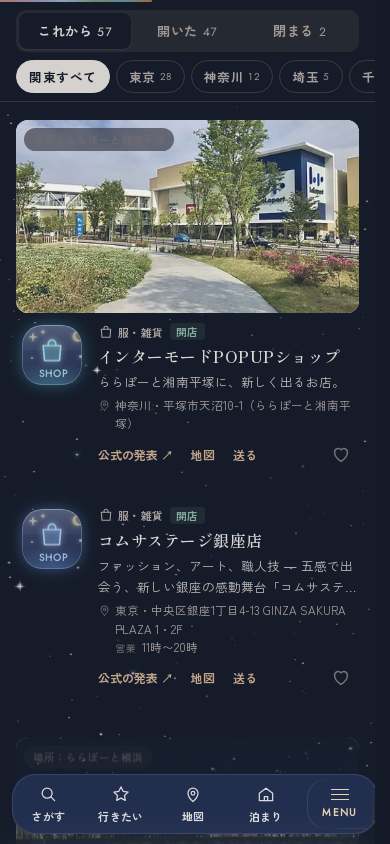 これから 57
開いた 47
閉まる 2
関東すべて
東京 28
神奈川 12
埼玉 5
千
Laraport
服・雑貨 開店
インターモードPOPUPショップ
SHOP
ららぽーと湘南平塚に、新しく出るお店。
神奈川・平塚市天沼10-1（ららぽーと湘南平
塚）
公式の発表 ↗ 地図 送る
服・雑貨 開店
コムサステージ銀座店
SHOP
ファッション、アート、職人技 — 五感で出
会う、新しい銀座の感動舞台「コムサステ…
東京・中央区銀座1丁目4-13 GINZA SAKURA
PLAZA 1・2F
営業 11時〜20時
公式の発表 ↗ 地図 送る
場所：ららぽーと横浜
さがす
行きたい
地図
泊まり
MENU